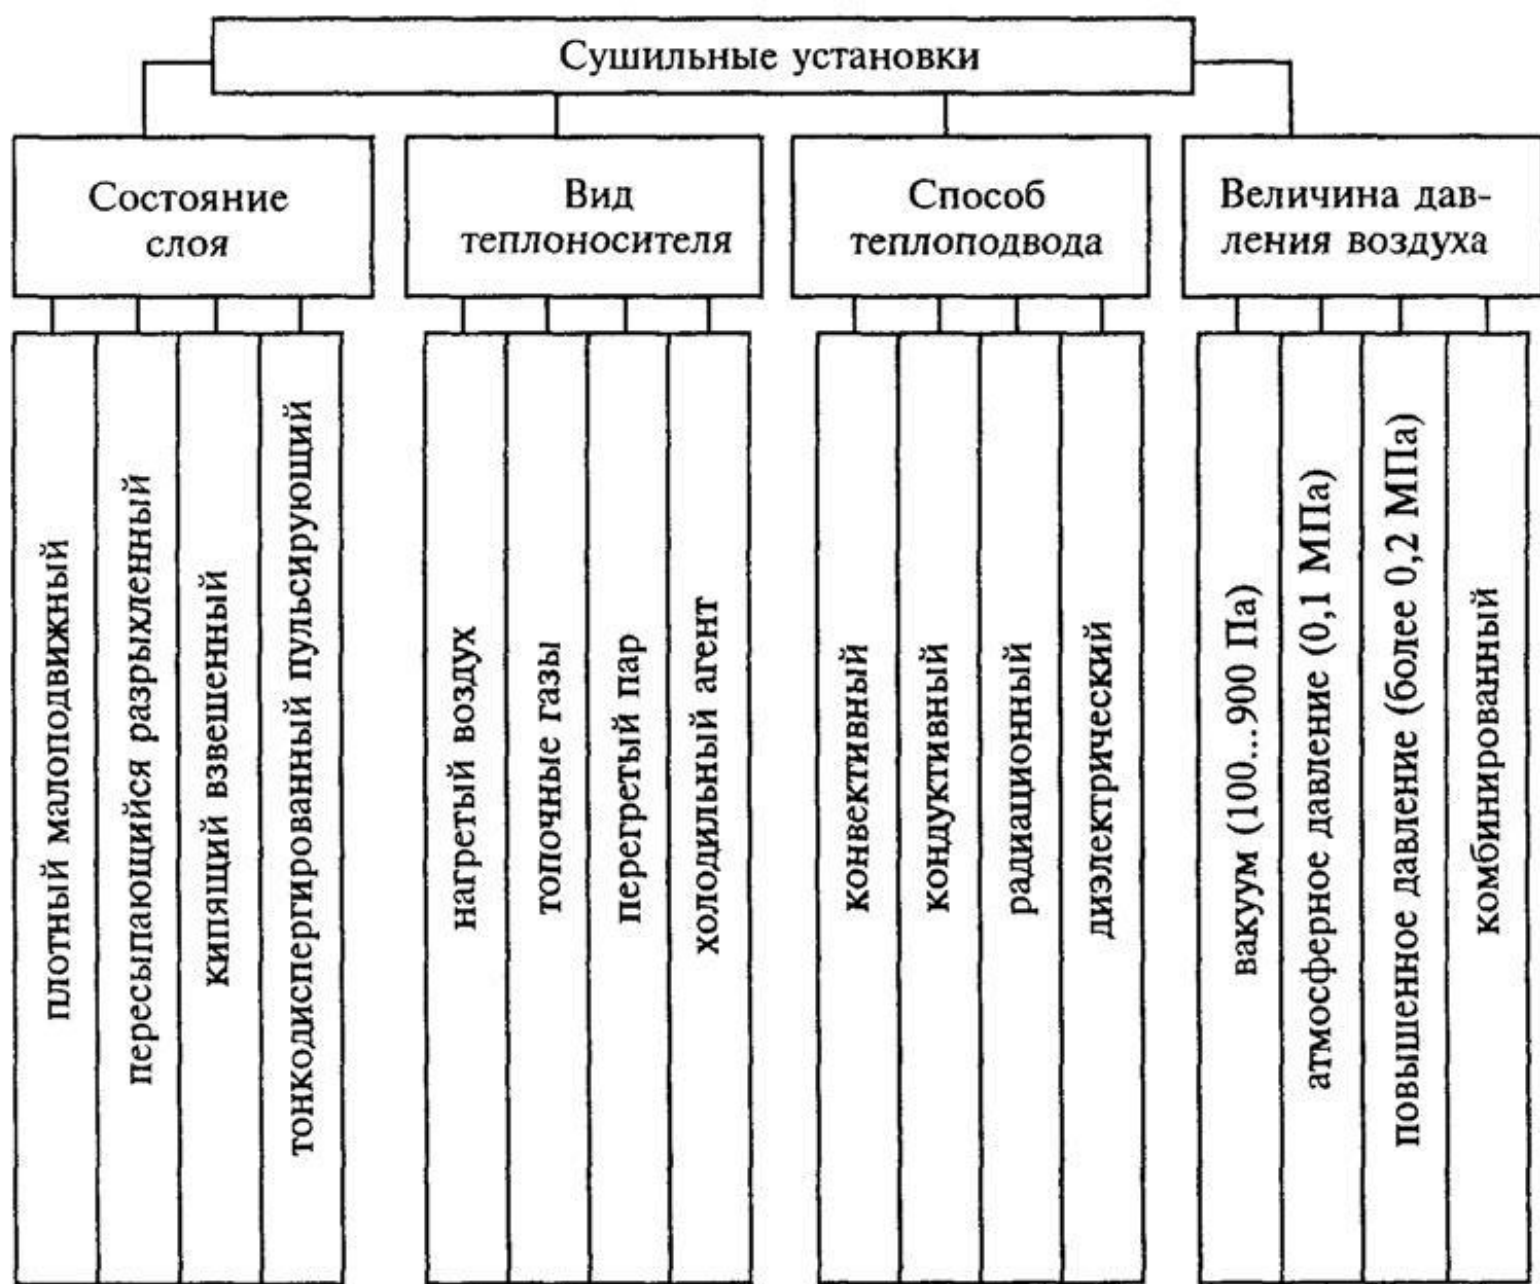 Сушильные установки
Состояние
слоя
Вид
теплоносителя
Способ
теплоподвода
Величина дав-
ления воздуха
плотный малоподвижный
пересыпающийся разрыхленный
кипящий взвешенный
тонкодиспергированный пульсирующий
нагретый воздух
топочные газы
перегретый пар
холодильный агент
конвективный
кондуктивный
радиационный
диэлектрический
вакуум (100...900 Па)
атмосферное давление (0,1 МПа)
повышенное давление (более 0,2 МПа)
комбинированный